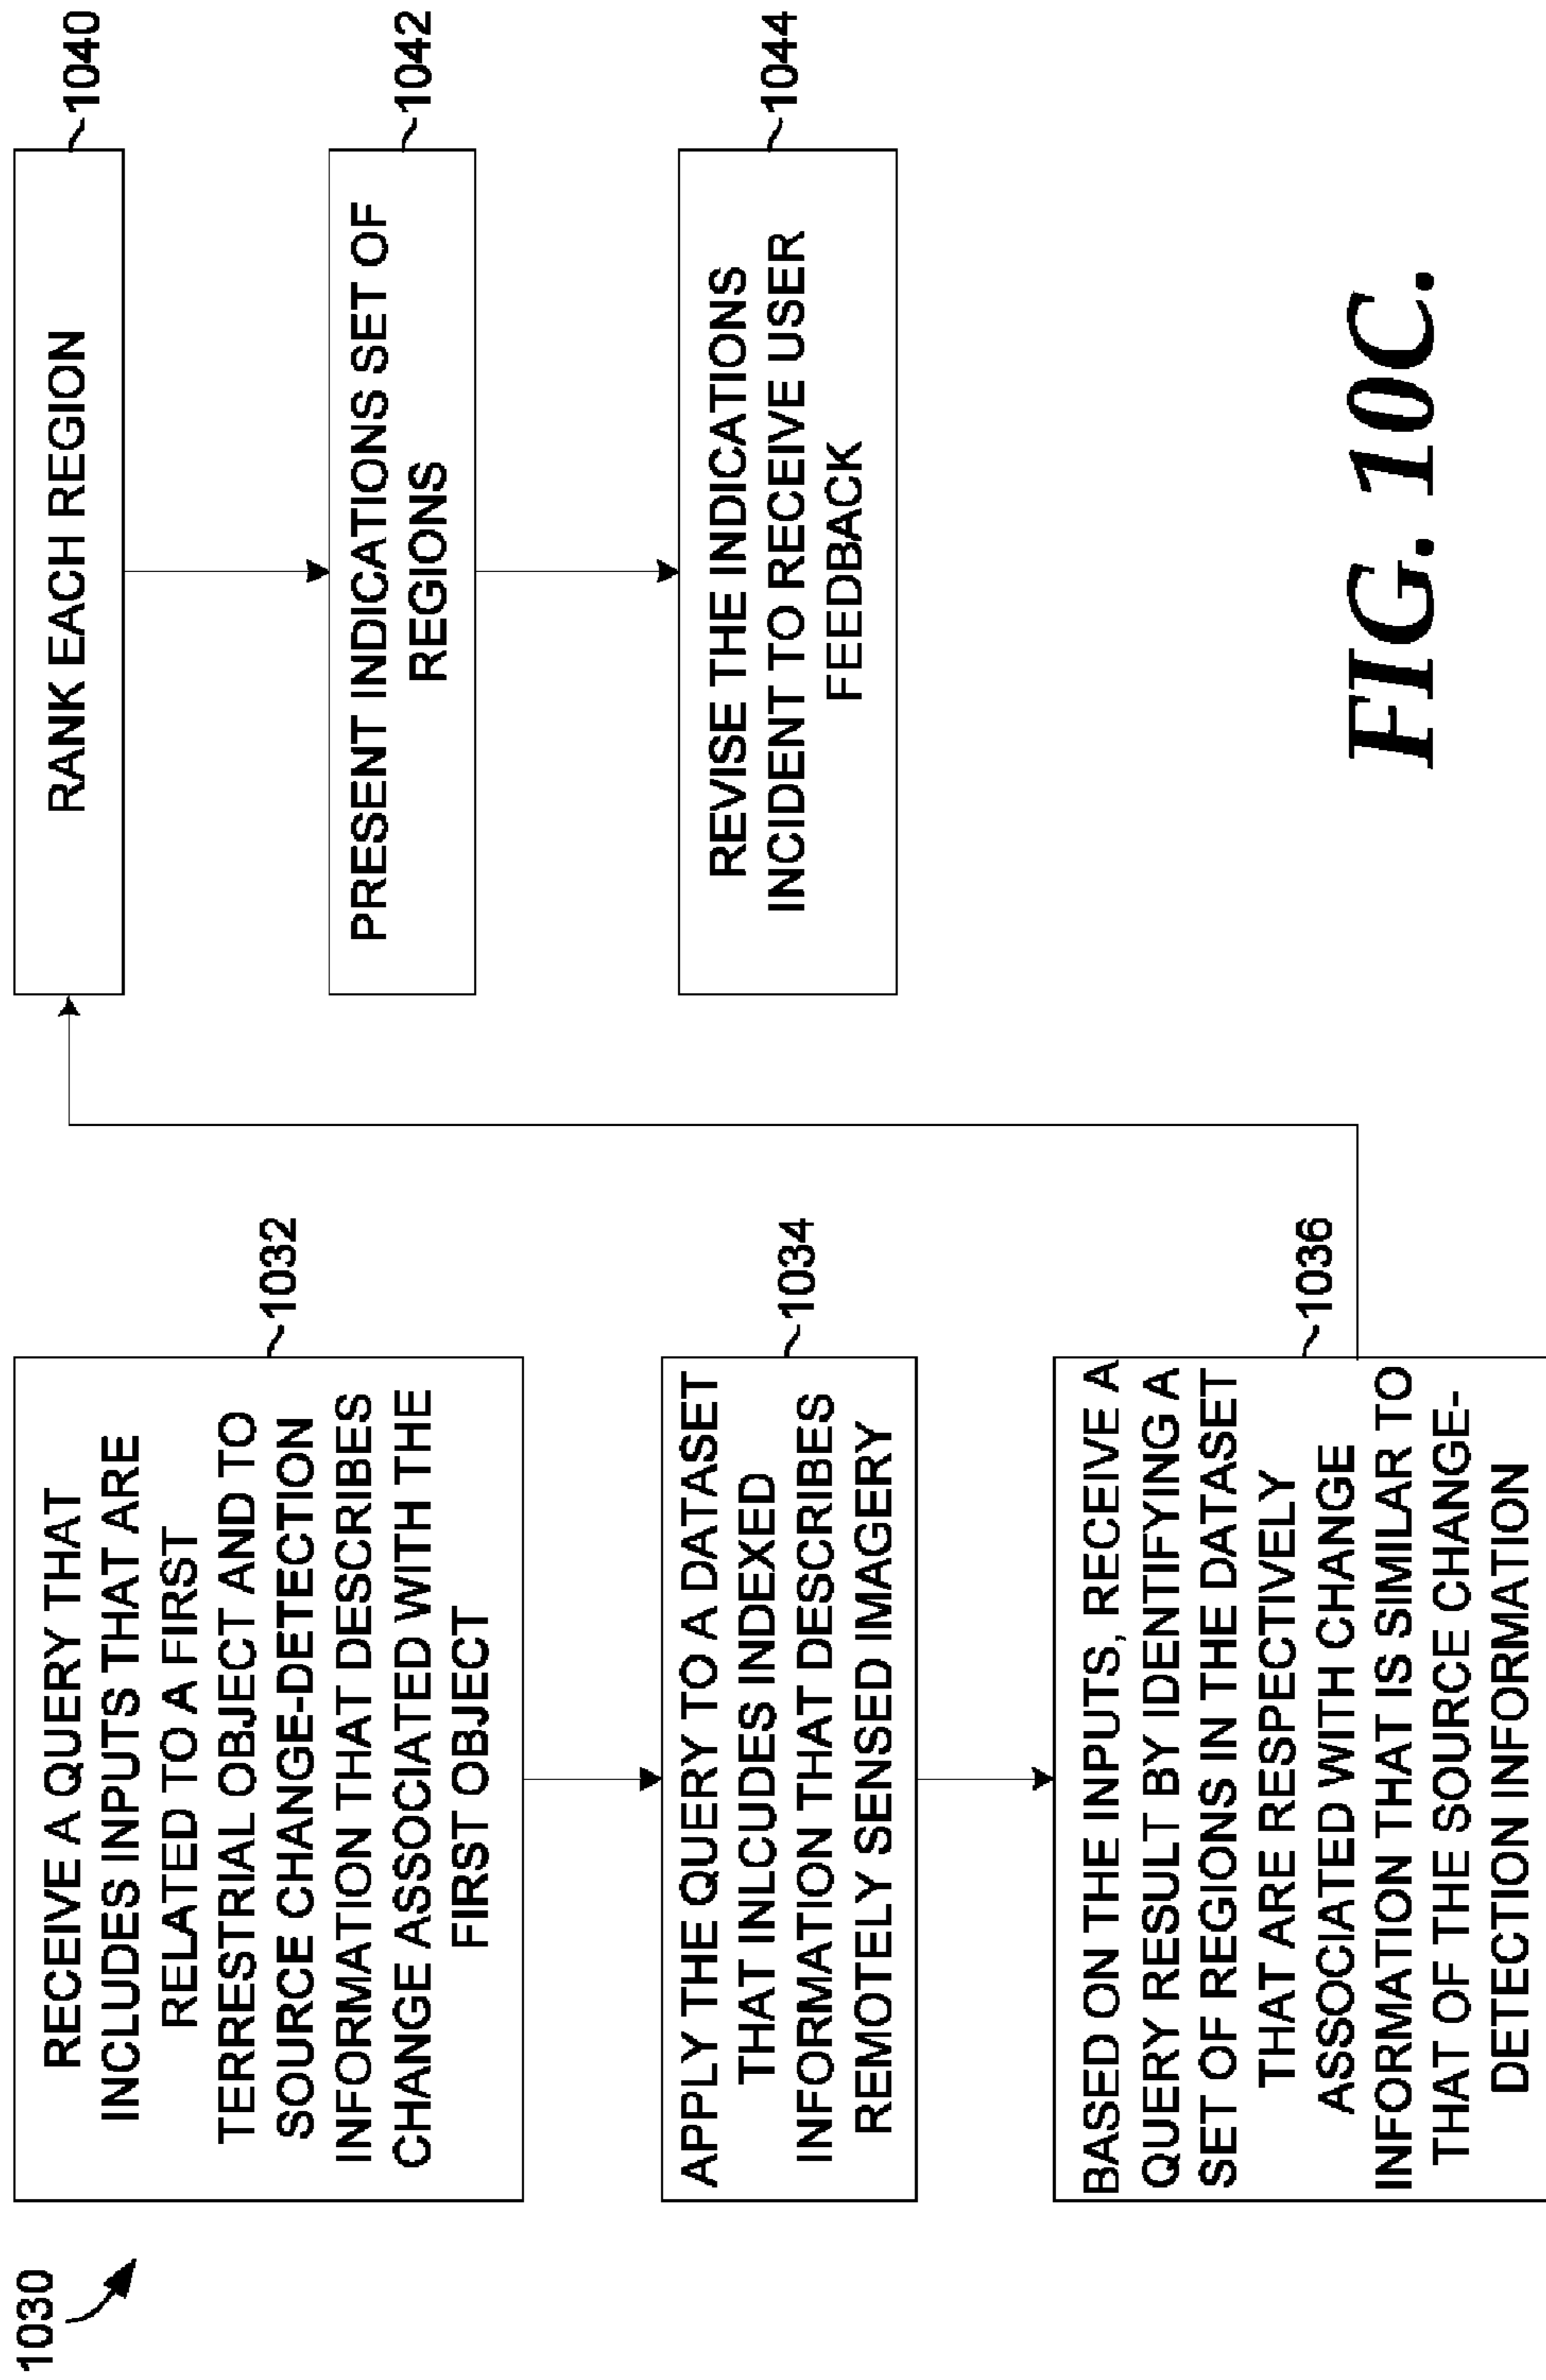 1030
RECEIVE A QUERY THAT
INCLUDES INPUTS THAT ARE
RELATED TO A FIRST
TERRESTRIAL OBJECT AND TO
SOURCE CHANGE-DETECTION
INFORMATION THAT DESCRIBES
CHANGE ASSOCIATED WITH THE
FIRST OBJECT
~1032
APPLY THE QUERY TO A DATASET
THAT INLCUDES INDEXED
INFORMATION THAT DESCRIBES
REMOTELY SENSED IMAGERY
~1034
BASED ON THE INPUTS, RECEIVE A
QUERY RESULT BY IDENTIFYING A
SET OF REGIONS IN THE DATASET
THAT ARE RESPECTIVELY
ASSOCIATED WITH CHANGE
INFORMATION THAT IS SIMILAR TO
THAT OF THE SOURCE CHANGE-
DETECTION INFORMATION
~1036
RANK EACH REGION
~1040
PRESENT INDICATIONS SET OF
REGIONS
~1042
REVISE THE INDICATIONS
INCIDENT TO RECEIVE USER
FEEDBACK
~1044
FIG. 10C.